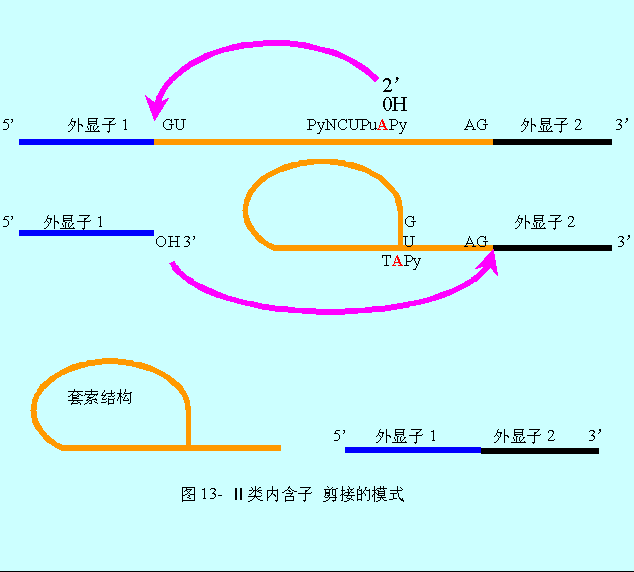 2’
0H
5’ 外显子 1 GU PyNCUPuAPy AG 外显子 2 3’
5’ 外显子 1 G 外显子 2
OH 3’ U AG 3’
TAPy
套索结构
5’ 外显子 1 外显子 2 3’
图 13- II 类内含子 剪接的模式